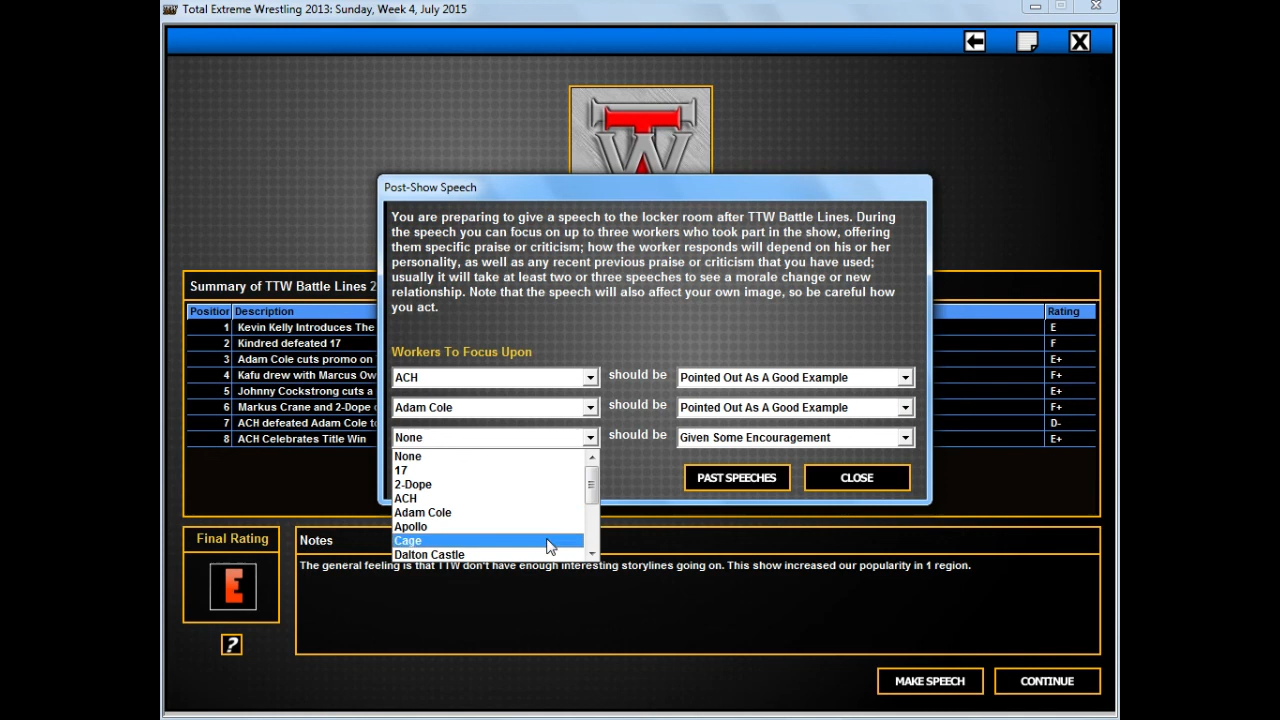 Total Extreme Wrestling 2013: Sunday, Week 4, July 2015
TTW
Post-Show Speech
You are preparing to give a speech to the locker room after TTW Battle Lines. During
the speech you can focus on up to three workers who took part in the show, offering
them specific praise or criticism; how the worker responds will depend on his or her
personality, as well as any recent previous praise or criticism that you have used;
usually it will take at least two or three speeches to see a morale change or new
relationship. Note that the speech will also affect your own image, so be careful how
you act.
Workers To Focus Upon
ACH should be Pointed Out As A Good Example
Adam Cole should be Pointed Out As A Good Example
None should be Given Some Encouragement
None
17
2-Dope
ACH
Adam Cole
Apollo
Cage
Dalton Castle
PAST SPEECHES CLOSE
Summary of TTW Battle Lines 2
Position Description Rating
1 Kevin Kelly Introduces The E
2 Kindred defeated 17 F
3 Adam Cole cuts promo on E+
4 Kafu drew with Marcus Ow F+
5 Johnny Cockstrong cuts a E+
6 Markus Crane and 2-Dope F+
7 ACH defeated Adam Cole to D-
8 ACH Celebrates Title Win E+
Final Rating
E
?
Notes
The general feeling is that TTW don't have enough interesting storylines going on. This show increased our popularity in 1 region.
MAKE SPEECH CONTINUE